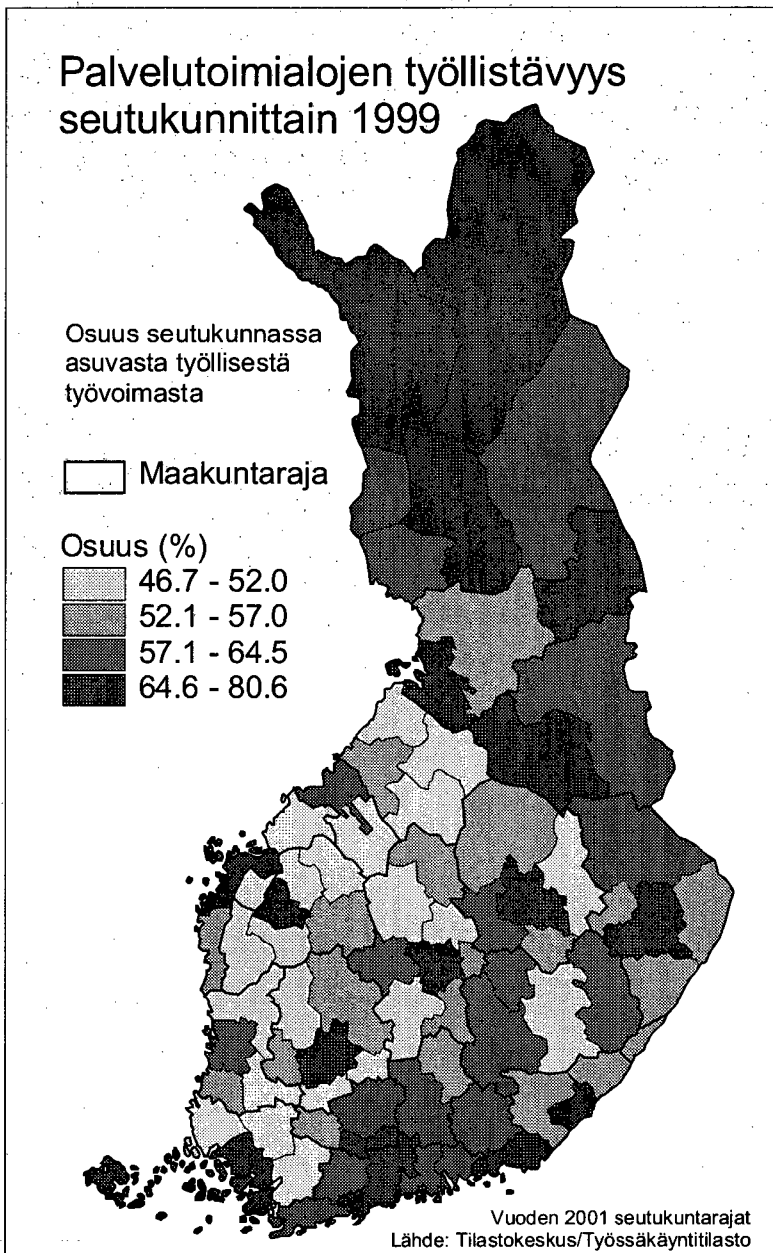 Palvelutoimialojen työllistävyys
seutukunnittain 1999
Osuus seutukunnassa
asuvasta työllisestä
työvoimasta
Maakuntaraja
Osuus (%)
46.7 - 52.0
52.1 - 57.0
57.1 - 64.5
64.6 - 80.6
Vuoden 2001 seutukuntarajat
Lähde: Tilastokeskus/Työssäkäyntitilasto